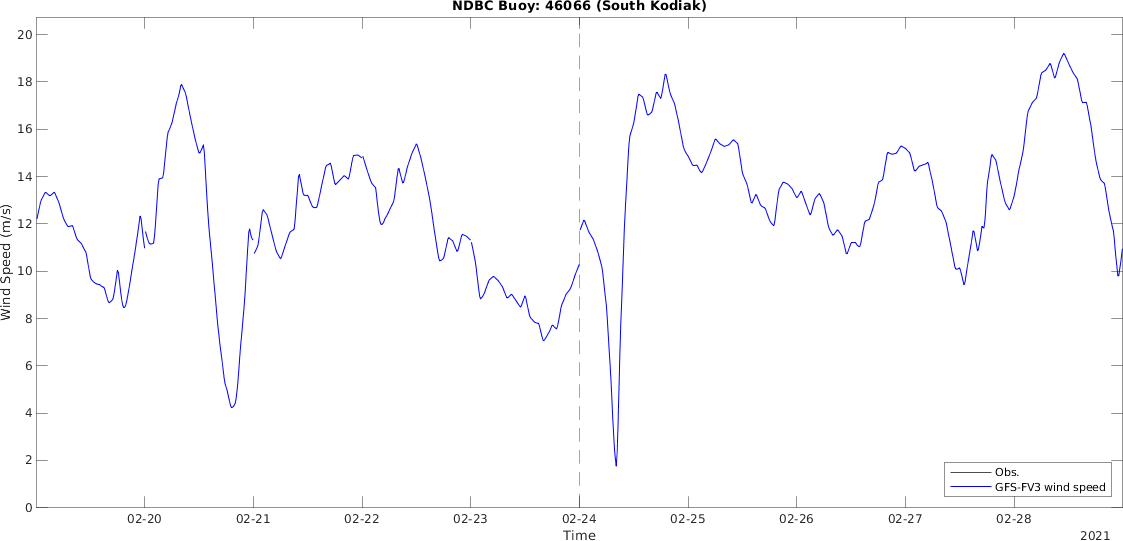 NDBC Buoy: 46066 (South Kodiak)
20
18
16
14
12
10
8
6
4
2
0
Wind Speed (m/s)
02-20 02-21 02-22 02-23 02-24 02-25 02-26 02-27 02-28
Time
2021
Obs.
GFS-FV3 wind speed